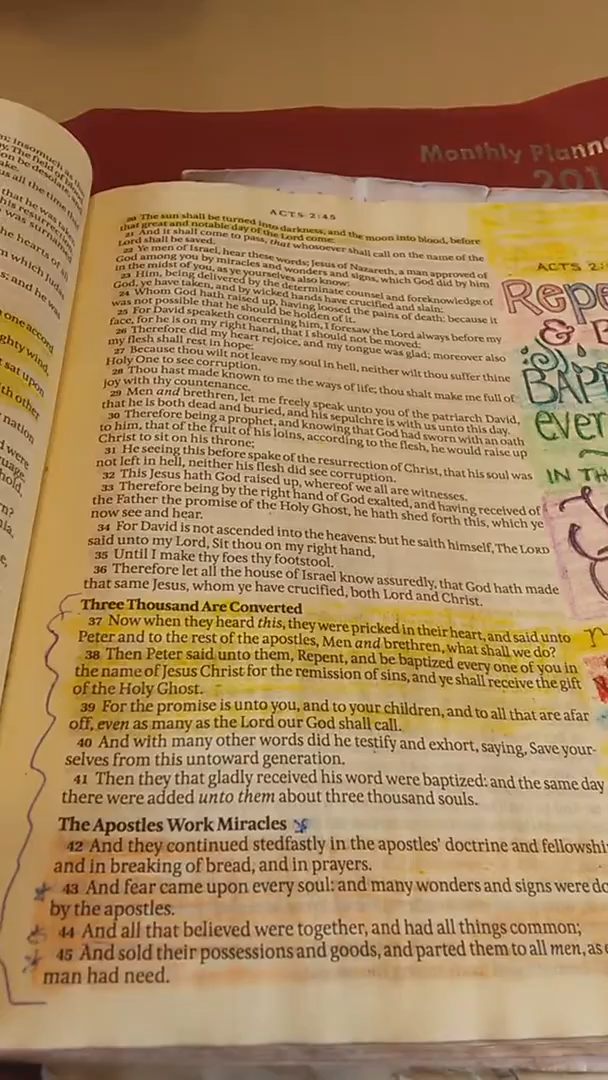 Monthly Planne
201
ACTS 2:45
20 The sun shall be turned into darkness, and the moon into blood, before
that great and notable day of the Lord come:
21 And it shall come to pass, that whosoever shall call on the name of the
Lord shall be saved.
22 Ye men of Israel, hear these words; Jesus of Nazareth, a man approved of
God among you by miracles and wonders and signs, which God did by him
in the midst of you, as ye yourselves also know:
23 Him, being delivered by the determinate counsel and foreknowledge of
God, ye have taken, and by wicked hands have crucified and slain:
24 Whom God hath raised up, having loosed the pains of death: because it
was not possible that he should be holden of it.
25 For David speaketh concerning him, I foresaw the Lord always before my
face, for he is on my right hand, that I should not be moved:
26 Therefore did my heart rejoice, and my tongue was glad; moreover also
my flesh shall rest in hope:
27 Because thou wilt not leave my soul in hell, neither wilt thou suffer thine
Holy One to see corruption.
28 Thou hast made known to me the ways of life; thou shalt make me full of
joy with thy countenance.
29 Men and brethren, let me freely speak unto you of the patriarch David,
that he is both dead and buried, and his sepulchre is with us unto this day.
30 Therefore being a prophet, and knowing that God had sworn with an oath
to him, that of the fruit of his loins, according to the flesh, he would raise up
Christ to sit on his throne;
31 He seeing this before spake of the resurrection of Christ, that his soul was
not left in hell, neither his flesh did see corruption.
32 This Jesus hath God raised up, whereof we all are witnesses.
33 Therefore being by the right hand of God exalted, and having received of
the Father the promise of the Holy Ghost, he hath shed forth this, which ye
now see and hear.
34 For David is not ascended into the heavens: but he saith himself, The LORD
said unto my Lord, Sit thou on my right hand,
35 Until I make thy foes thy footstool.
36 Therefore let all the house of Israel know assuredly, that God hath made
that same Jesus, whom ye have crucified, both Lord and Christ.
Three Thousand Are Converted
37 Now when they heard this, they were pricked in their heart, and said unto
Peter and to the rest of the apostles, Men and brethren, what shall we do?
38 Then Peter said unto them, Repent, and be baptized every one of you in
the name of Jesus Christ for the remission of sins, and ye shall receive the gift
of the Holy Ghost.
39 For the promise is unto you, and to your children, and to all that are afar
off, even as many as the Lord our God shall call.
40 And with many other words did he testify and exhort, saying, Save your-
selves from this untoward generation.
41 Then they that gladly received his word were baptized: and the same day
there were added unto them about three thousand souls.
The Apostles Work Miracles
42 And they continued stedfastly in the apostles' doctrine and fellowshi
and in breaking of bread, and in prayers.
43 And fear came upon every soul: and many wonders and signs were do
by the apostles.
44 And all that believed were together, and had all things common;
45 And sold their possessions and goods, and parted them to all men, as
man had need.
ACTS 2:
Repe
& B
BAP
ever
IN TH